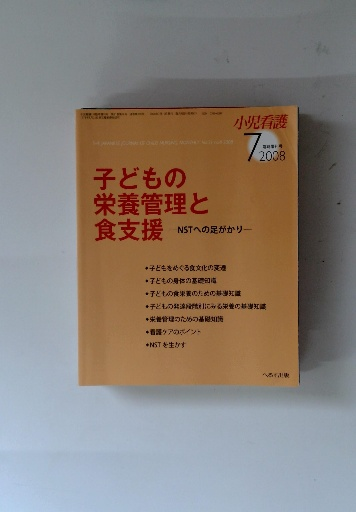 小児看護
7
2008
子どもの
栄養管理と
食支援 ―NSTへの足がかり―
•子どもをめぐる食文化の変遷
•子どもの身体の基礎知識
•子どもの食栄養のための基礎知識
•子どもの発達段階別にみる栄養の基礎知識
•栄養管理のための基礎知識
•看護ケアのポイント
•NSTを生かす
へるす出版